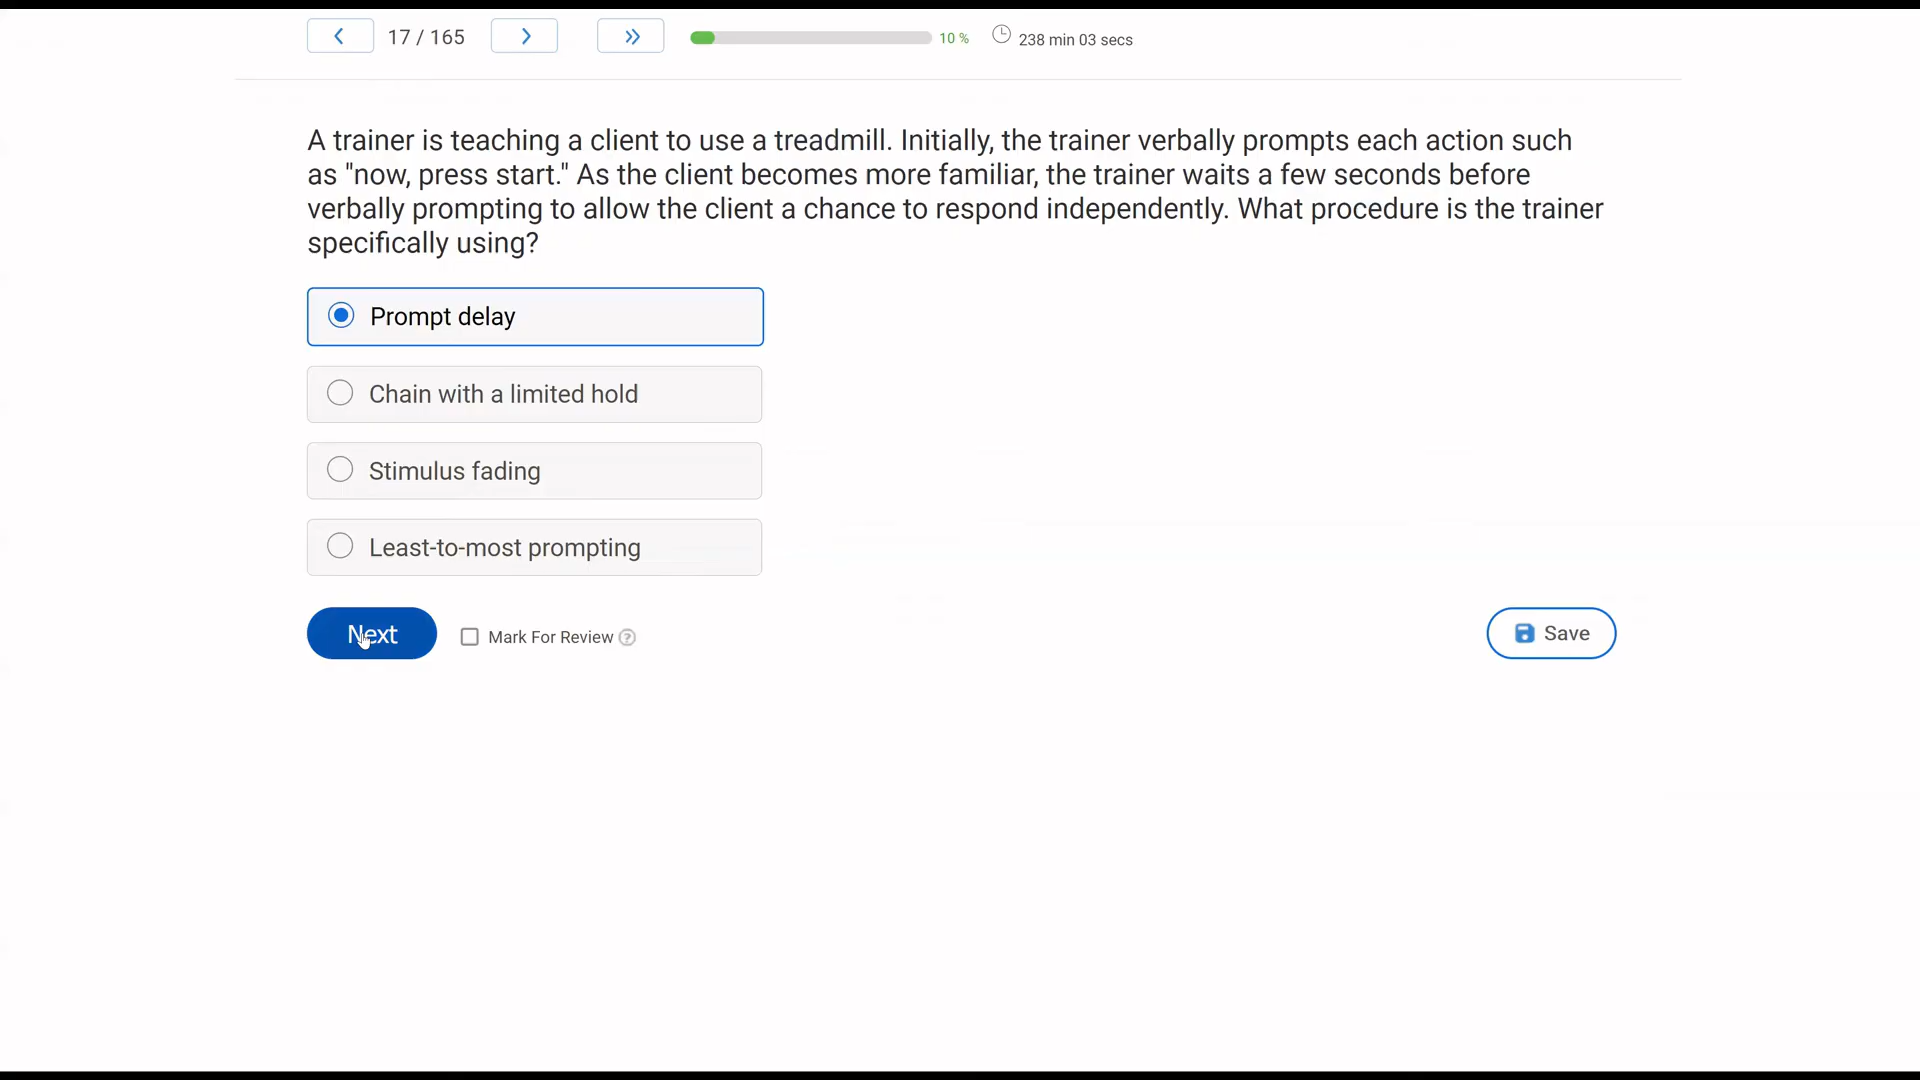 17 / 165
10 %
238 min 03 secs
A trainer is teaching a client to use a treadmill. Initially, the trainer verbally prompts each action such
as "now, press start." As the client becomes more familiar, the trainer waits a few seconds before
verbally prompting to allow the client a chance to respond independently. What procedure is the trainer
specifically using?
Prompt delay
Chain with a limited hold
Stimulus fading
Least-to-most prompting
Next
Mark For Review ?
Save